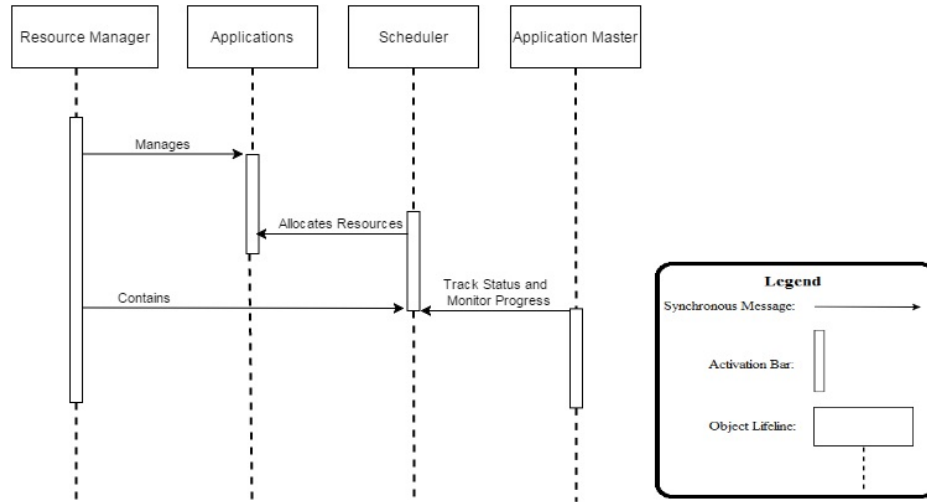 Resource Manager
Applications
Scheduler
Application Master
Manages
Allocates Resources
Contains
Track Status and
Monitor Progress
Legend
Synchronous Message:
Activation Bar:
Object Lifeline: